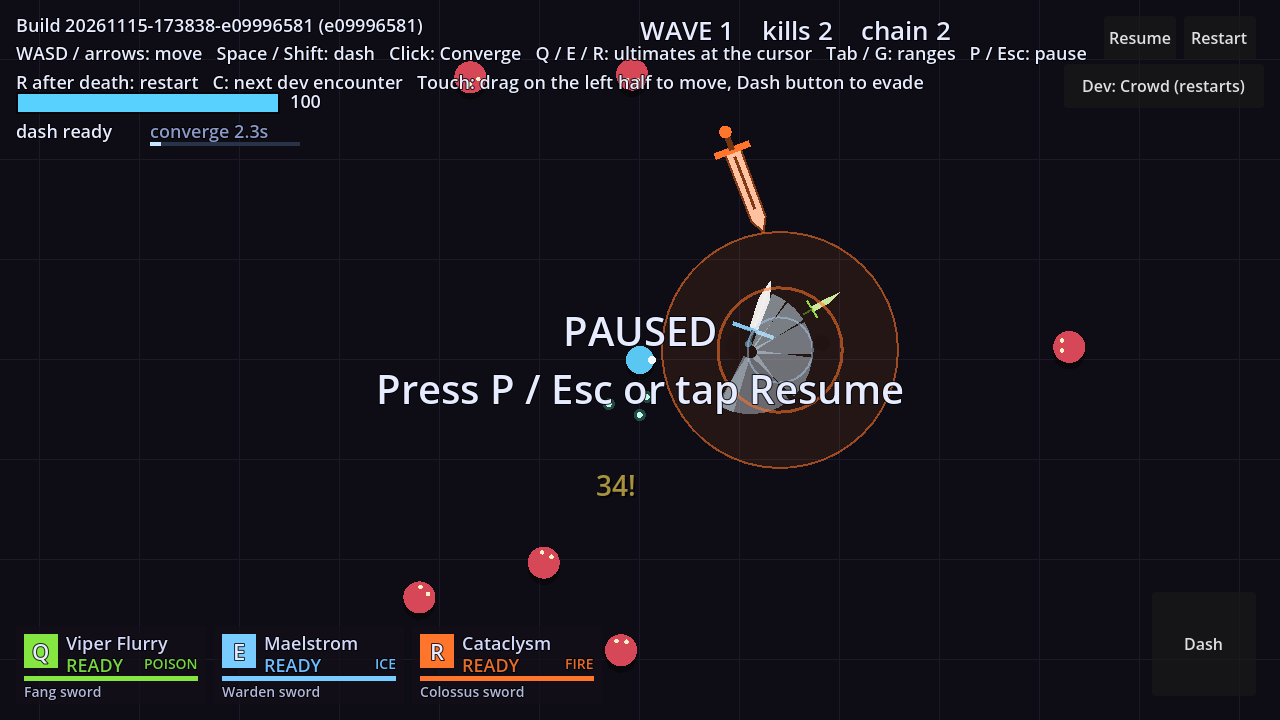 Build 20261115-173838-e09996581 (e09996581)
WAVE 1 kills 2 chain 2
WASD / arrows: move Space / Shift: dash Click: Converge Q / E / R: ultimates at the cursor Tab / G: ranges P / Esc: pause
R after death: restart C: next dev encounter Touch: drag on the left half to move, Dash button to evade
Resume
Restart
Dev: Crowd (restarts)
100
dash ready
converge 2.3s
PAUSED
Press P / Esc or tap Resume
34!
Q
Viper Flurry
READY POISON
Fang sword
E
Maelstrom
READY ICE
Warden sword
R
Cataclysm
READY FIRE
Colossus sword
Dash